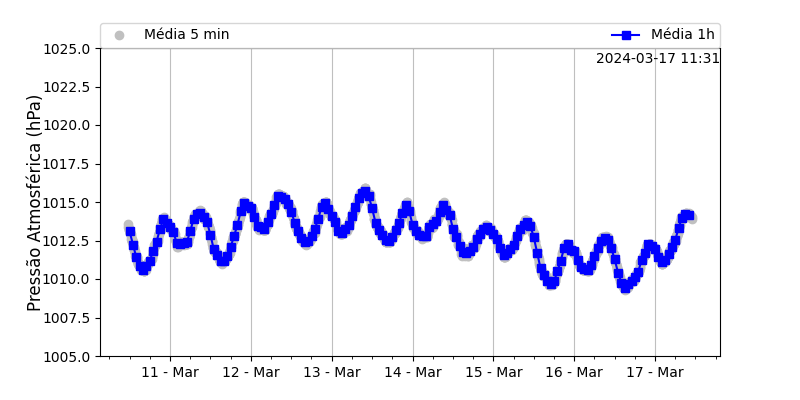 Média 5 min
Média 1h
2024-03-17 11:31
Pressão Atmosférica (hPa)
1025.0
1022.5
1020.0
1017.5
1015.0
1012.5
1010.0
1007.5
1005.0
11 - Mar
12 - Mar
13 - Mar
14 - Mar
15 - Mar
16 - Mar
17 - Mar